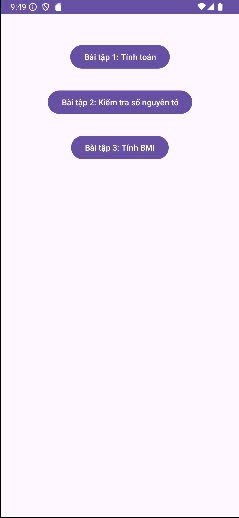 9:49
Bài tập 1: Tính toán
Bài tập 2: Kiểm tra số nguyên tố
Bài tập 3: Tính BMI